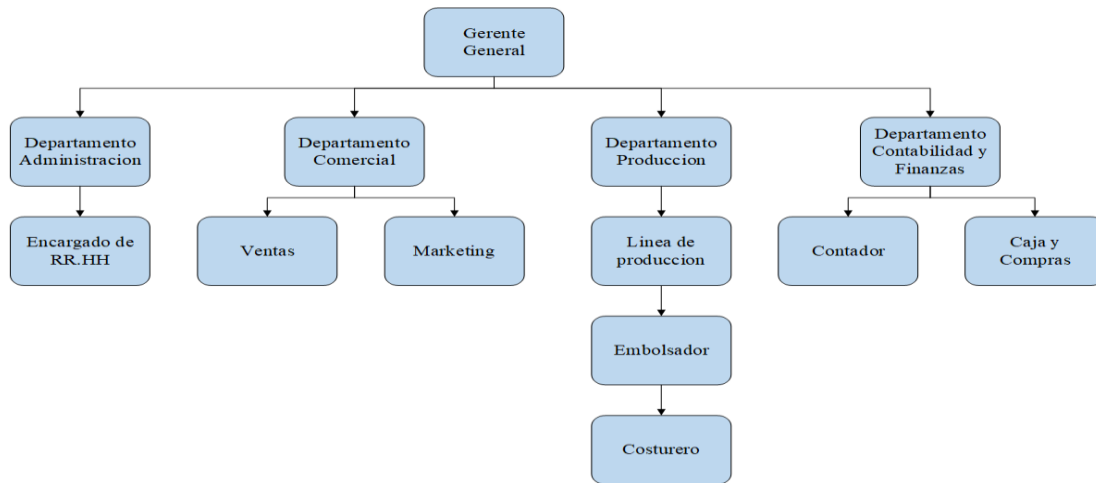 Gerente
General
Departamento
Administracion
Departamento
Comercial
Departamento
Produccion
Departamento
Contabilidad y
Finanzas
Encargado de
RR.HH
Ventas
Marketing
Linea de
produccion
Contador
Caja y
Compras
Embolsador
Costurero